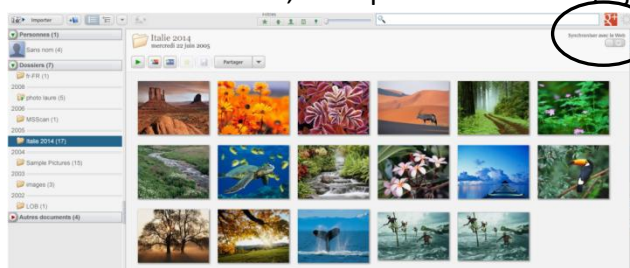 Importer
Filtres
Personnes (1)
Sans nom (4)
Dossiers (7)
fr-FR (1)
2008
photo laure (5)
2006
MSScan (1)
2005
Italie 2014 (17)
2004
Sample Pictures (15)
2003
images (3)
2002
LOB (1)
Autres documents (4)
Italie 2014
mercredi 22 juin 2005
Partager
Synchroniser avec le Web